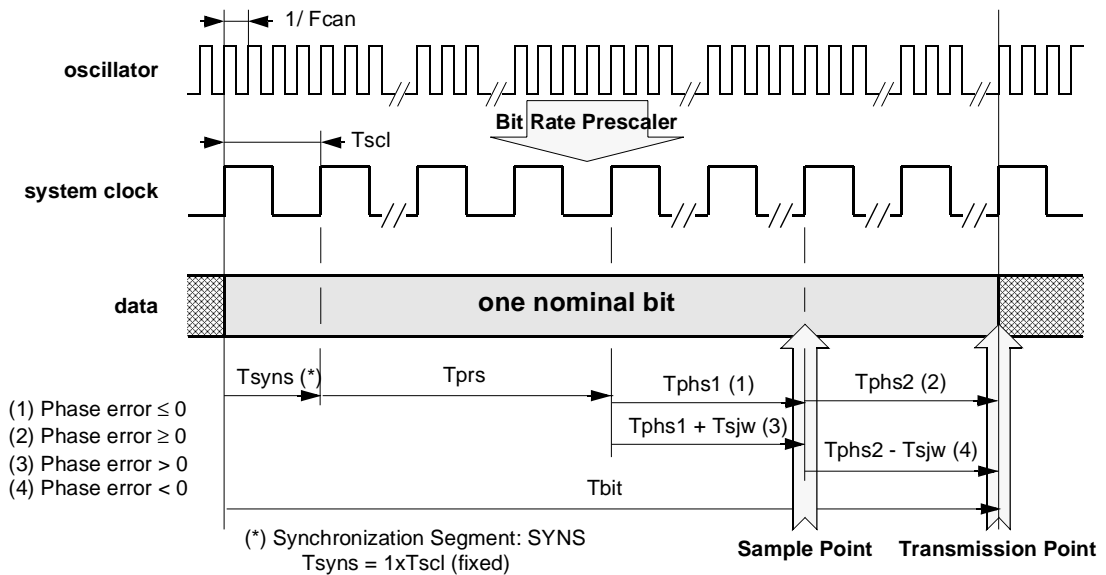 1/ Fcan
oscillator
Bit Rate Prescaler
Tscl
system clock
data
one nominal bit
Tsyns (*)
Tprs
Tphs1 (1)
Tphs2 (2)
(1) Phase error ≤ 0
(2) Phase error ≥ 0
(3) Phase error > 0
(4) Phase error < 0
Tphs1 + Tsjw (3)
Tphs2 - Tsjw (4)
Tbit
(*) Synchronization Segment: SYNS
Tsyns = 1xTscl (fixed)
Sample Point
Transmission Point